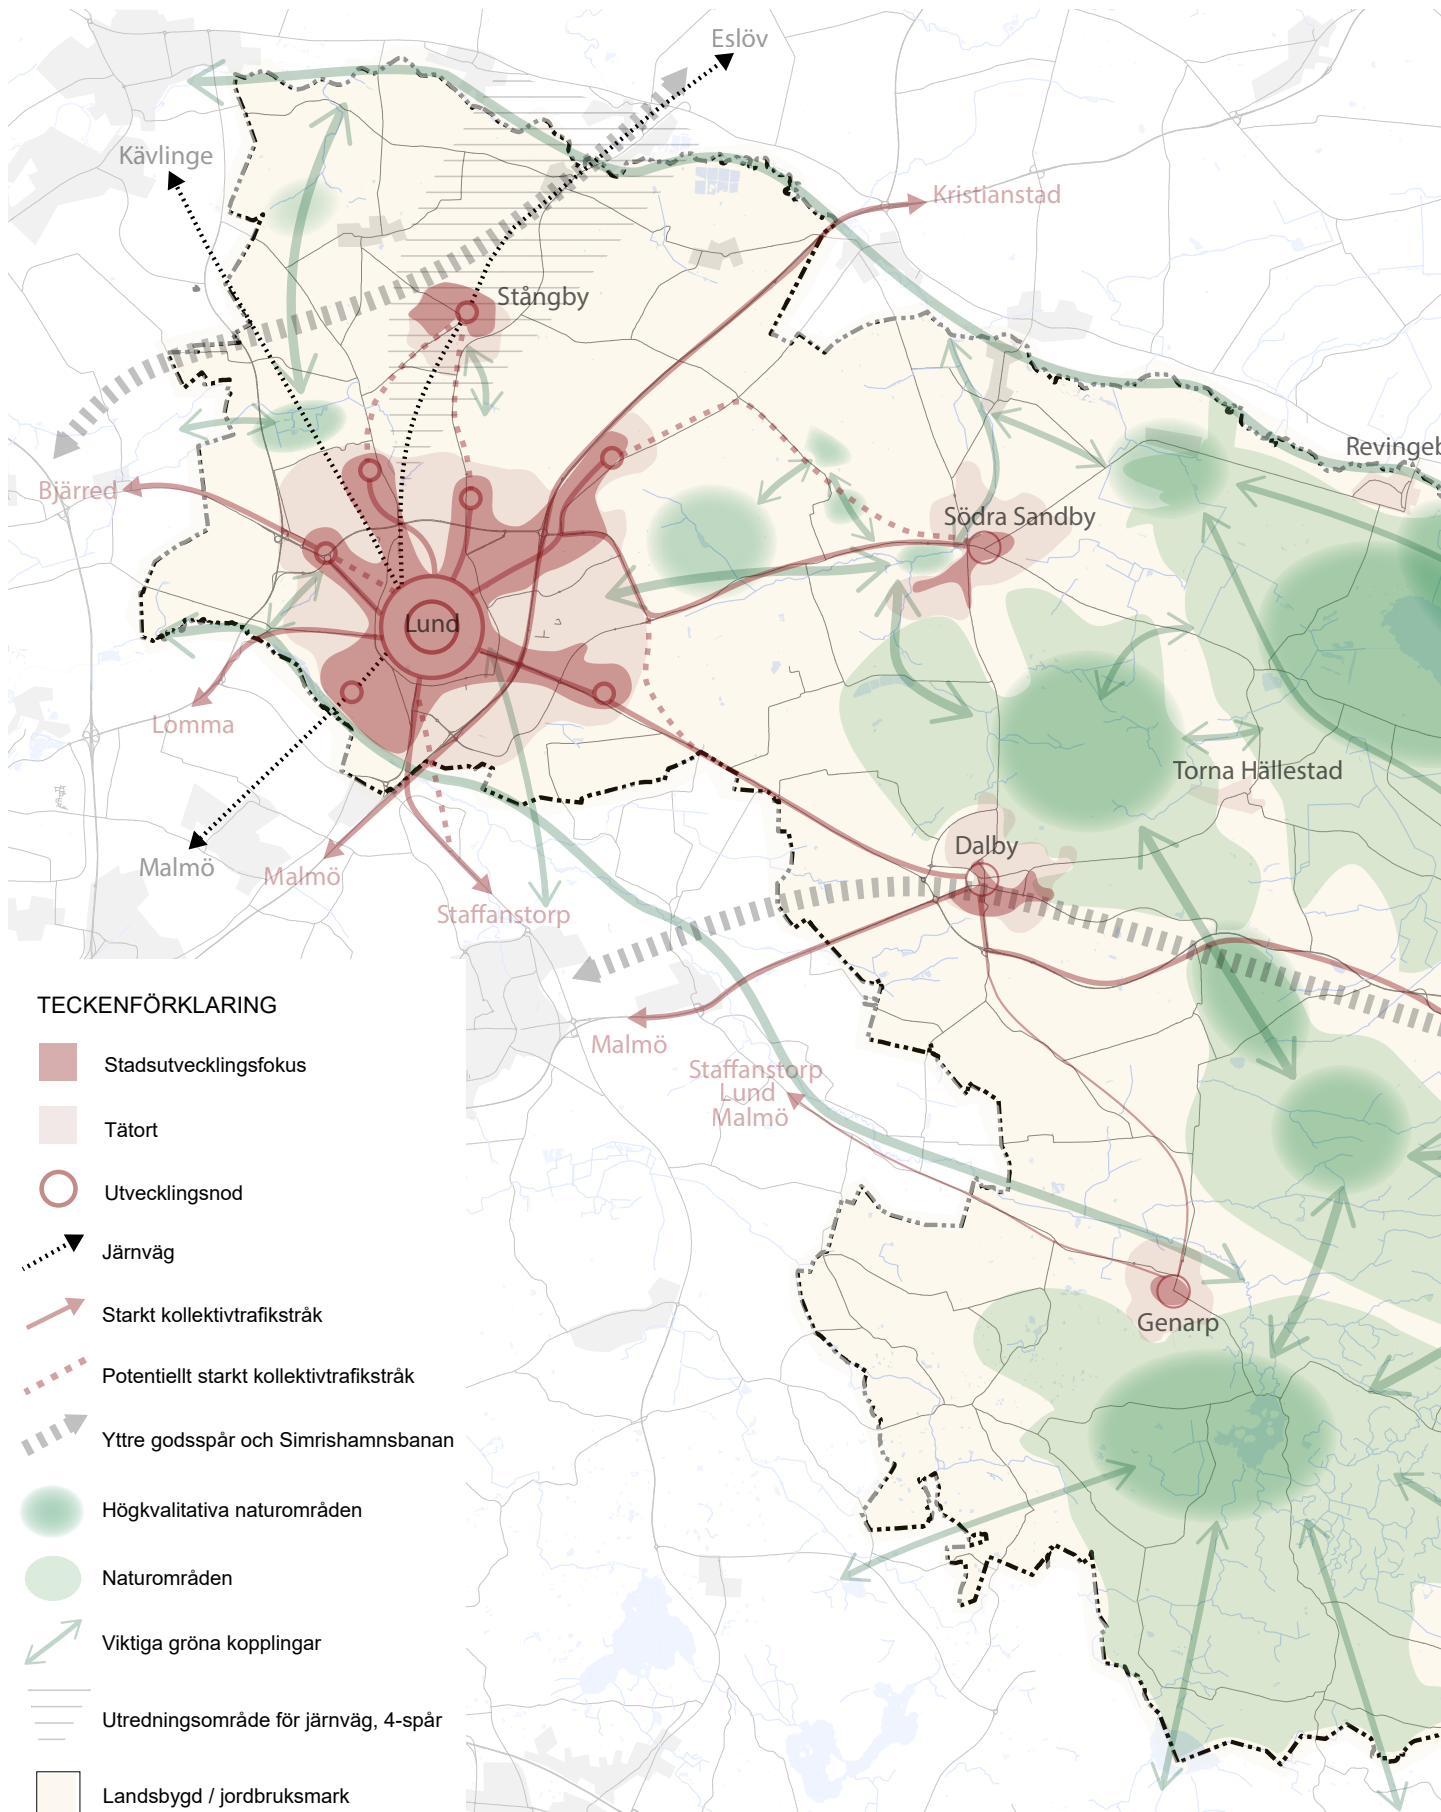 Eslöv
Kävlinge
Kristianstad
Stångby
Revingeb
Bjärred
Södra Sandby
Lund
Lomma
Torna Hällestad
Dalby
Malmö
Malmö
Staffanstorp
Malmö
Staffanstorp
Lund
Malmö
Genarp
TECKENFÖRKLARING
Stadsutvecklingsfokus
Tätort
Utvecklingsnod
Järnväg
Starkt kollektivtrafikstråk
Potentiellt starkt kollektivtrafikstråk
Yttre godsspår och Simrishamnsbanan
Högkvalitativa naturområden
Naturområden
Viktiga gröna kopplingar
Utredningsområde för järnväg, 4-spår
Landsbygd / jordbruksmark